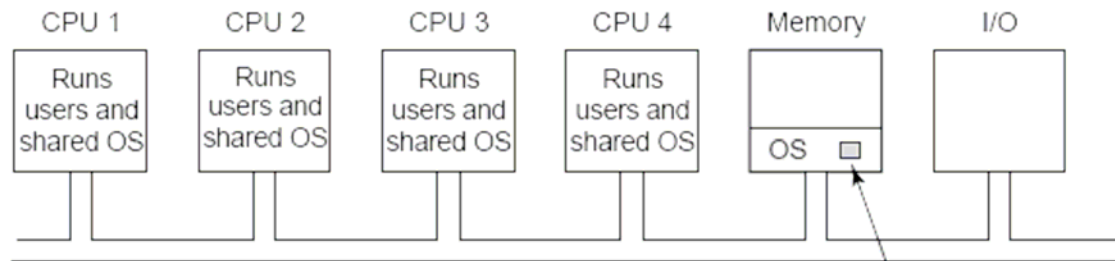 CPU 1 CPU 2 CPU 3 CPU 4 Memory I/O
Runs
users and
shared OS
Runs
users and
shared OS
Runs
users and
shared OS
Runs
users and
shared OS
OS